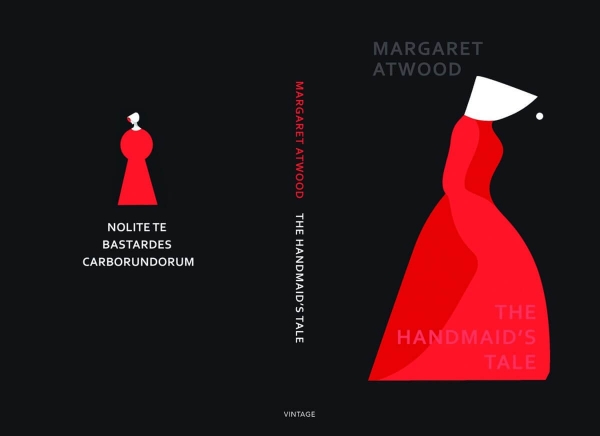 NOLITE TE
BASTARDES
CARBORUNDORUM
MARGARET ATWOOD THE HANDMAID'S TALE
VINTAGE
MARGARET
ATWOOD
THE
HANDMAID'S
TALE